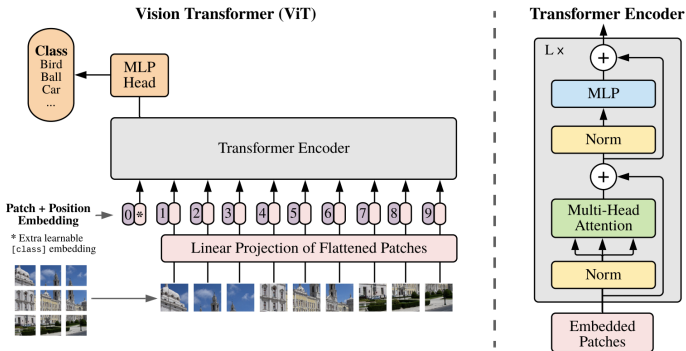 Vision Transformer (ViT)
Class
Bird
Ball
Car
...
MLP
Head
Transformer Encoder
Patch + Position
Embedding
0 * 1 2 3 4 5 6 7 8 9
* Extra learnable
[class] embedding
Linear Projection of Flattened Patches
Transformer Encoder
L x
+
MLP
Norm
+
Multi-Head
Attention
Norm
Embedded
Patches